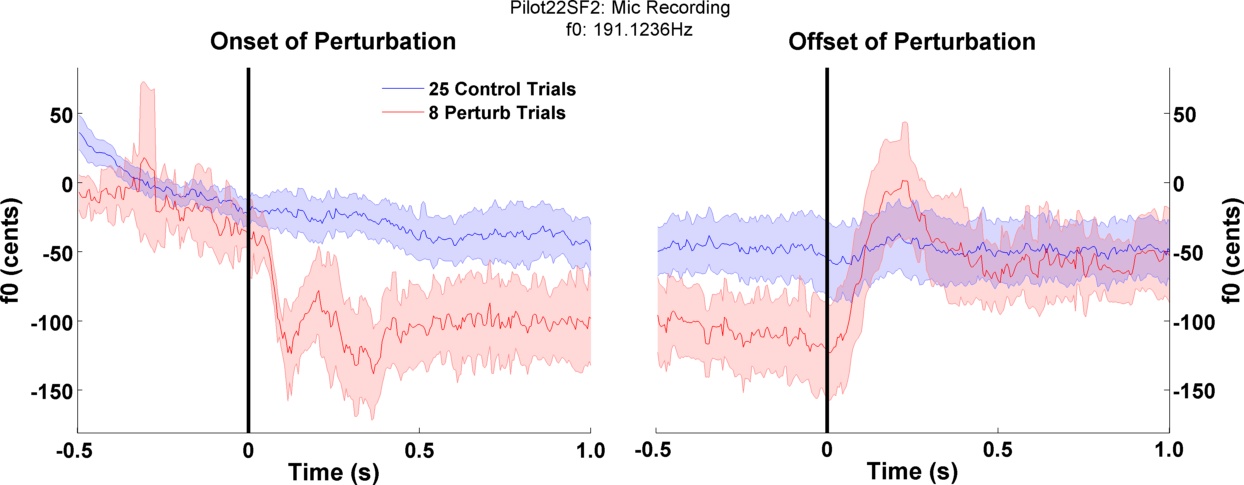 Pilot22SF2: Mic Recording
f0: 191.1236Hz
Onset of Perturbation
Offset of Perturbation
25 Control Trials
8 Perturb Trials
f0 (cents)
50
0
-50
-100
-150
-0.5
0
0.5
1.0
Time (s)
-0.5
0
0.5
1.0
Time (s)
50
0
-50
-100
-150
f0 (cents)